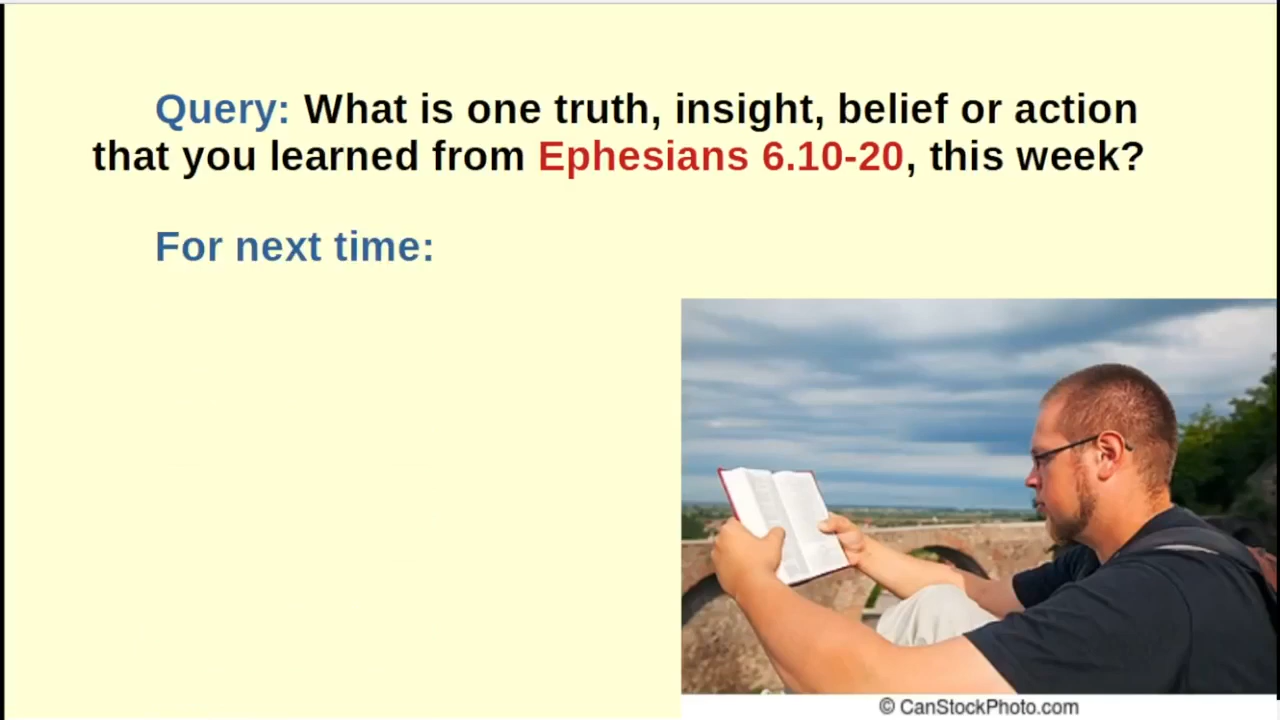 Query: What is one truth, insight, belief or action
that you learned from Ephesians 6.10-20, this week?
For next time:
© CanStockPhoto.com